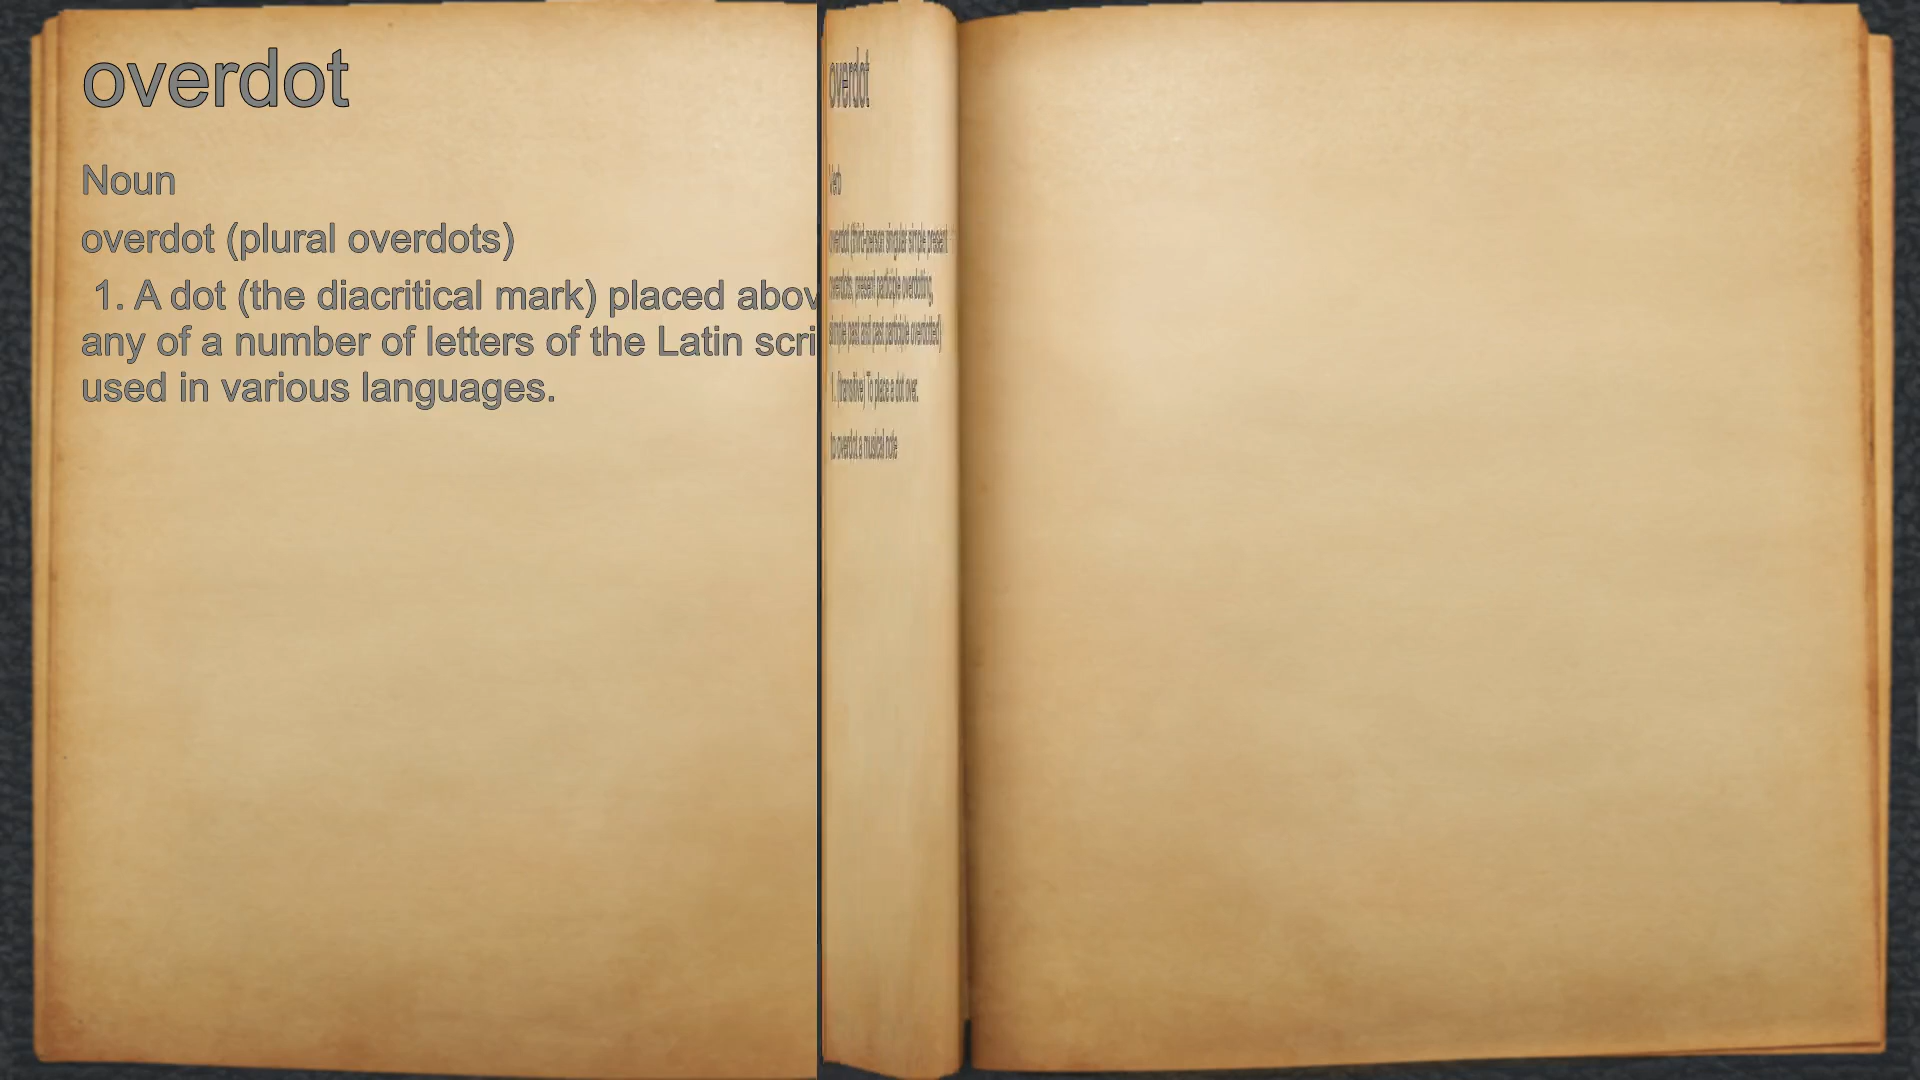 overdot
Noun
overdot (plural overdots)
1. A dot (the diacritical mark) placed abov
any of a number of letters of the Latin scri
used in various languages.
overdot
Verb
overdot (third-person singular simple present
overdots, present participle overdotting,
simple past and past participle overdotted)
1. (transitive) To place a dot over.
to overdot a musical note